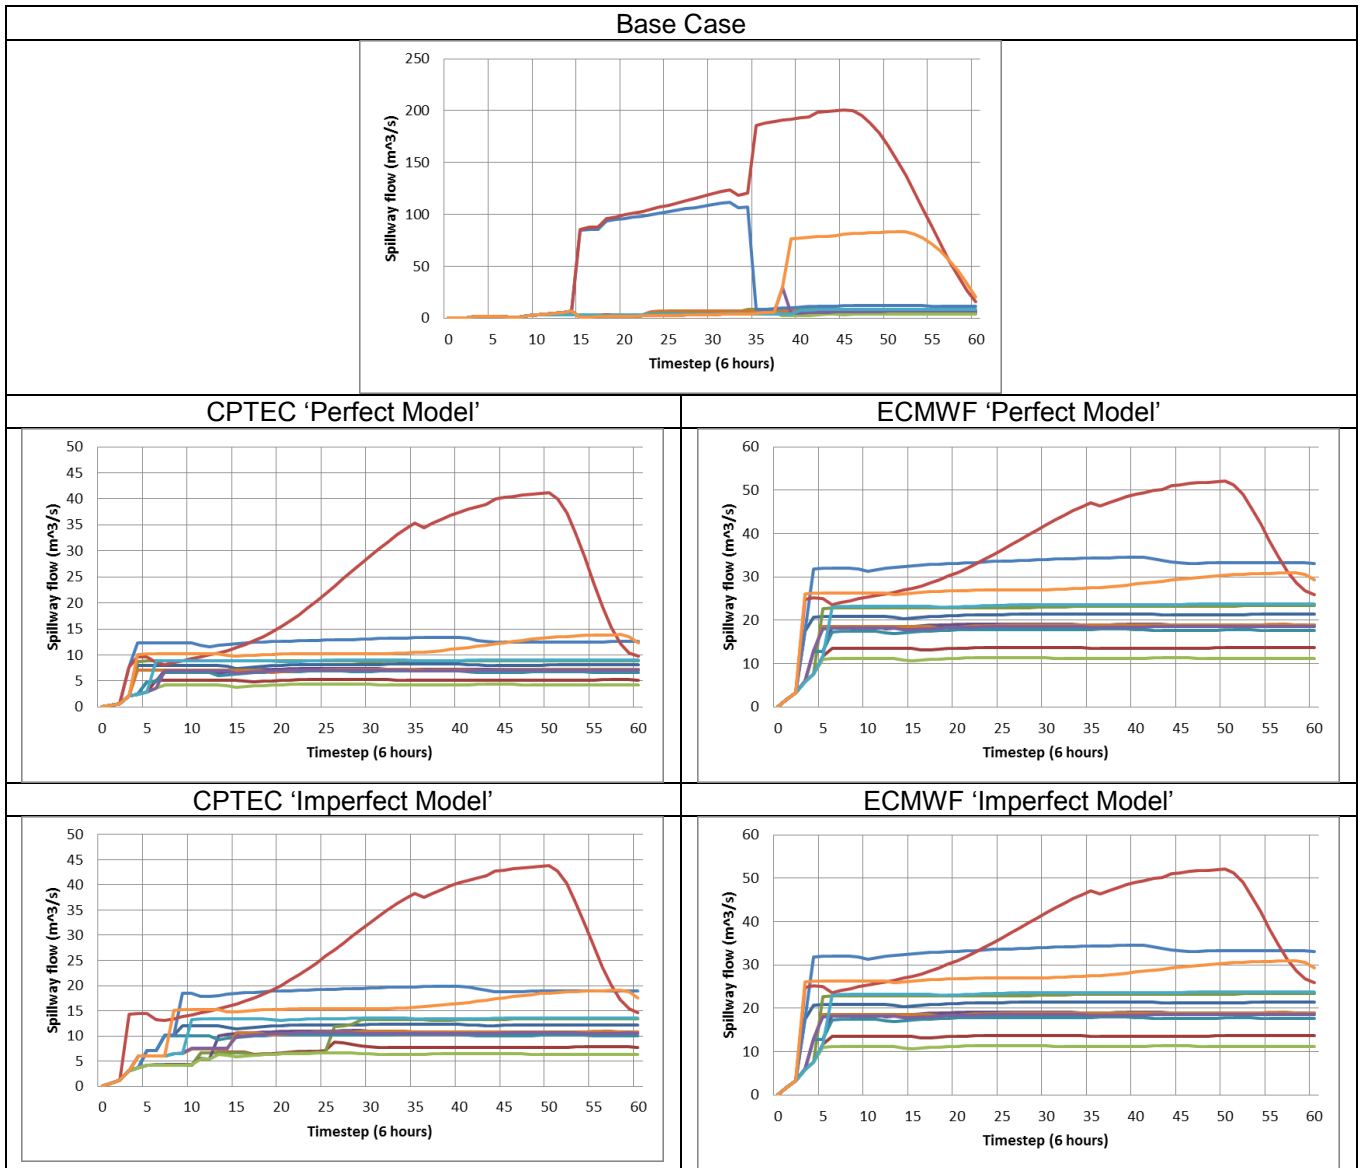 Base Case
250
200
150
100
50
0
Spillway flow (m^3/s)
0 5 10 15 20 25 30 35 40 45 50 55 60
Timestep (6 hours)
CPTEC ‘Perfect Model’
50
45
40
35
30
25
20
15
10
5
0
Spillway flow (m^3/s)
0 5 10 15 20 25 30 35 40 45 50 55 60
Timestep (6 hours)
ECMWF ‘Perfect Model’
60
50
40
30
20
10
0
Spillway flow (m^3/s)
0 5 10 15 20 25 30 35 40 45 50 55 60
Timestep (6 hours)
CPTEC ‘Imperfect Model’
50
45
40
35
30
25
20
15
10
5
0
Spillway flow (m^3/s)
0 5 10 15 20 25 30 35 40 45 50 55 60
Timestep (6 hours)
ECMWF ‘Imperfect Model’
60
50
40
30
20
10
0
Spillway flow (m^3/s)
0 5 10 15 20 25 30 35 40 45 50 55 60
Timestep (6 hours)